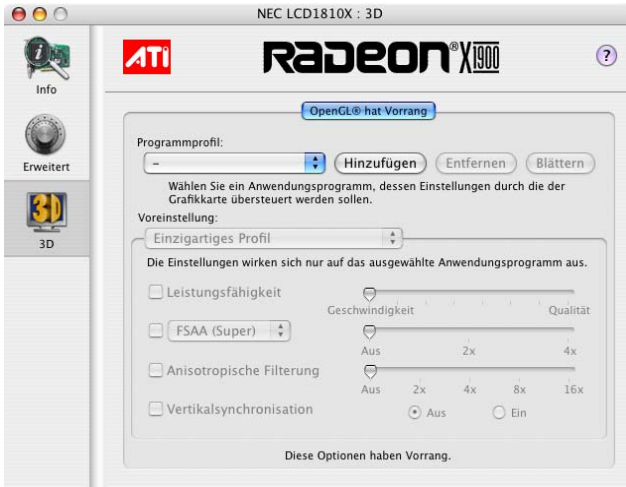 NEC LCD1810X : 3D
Info
Erweitert
3D
ATI RADEON® X1900 ?
OpenGL® hat Vorrang
Programmprofil:
– Hinzufügen Entfernen Blättern
Wählen Sie ein Anwendungsprogramm, dessen Einstellungen durch die der
Grafikkarte übersteuert werden sollen.
Voreinstellung:
Einzigartiges Profil
Die Einstellungen wirken sich nur auf das ausgewählte Anwendungsprogramm aus.
Leistungsfähigkeit
Geschwindigkeit Qualität
FSAA (Super)
Aus 2x 4x
Anisotropische Filterung
Aus 2x 4x 8x 16x
Vertikalsynchronisation Aus Ein
Diese Optionen haben Vorrang.